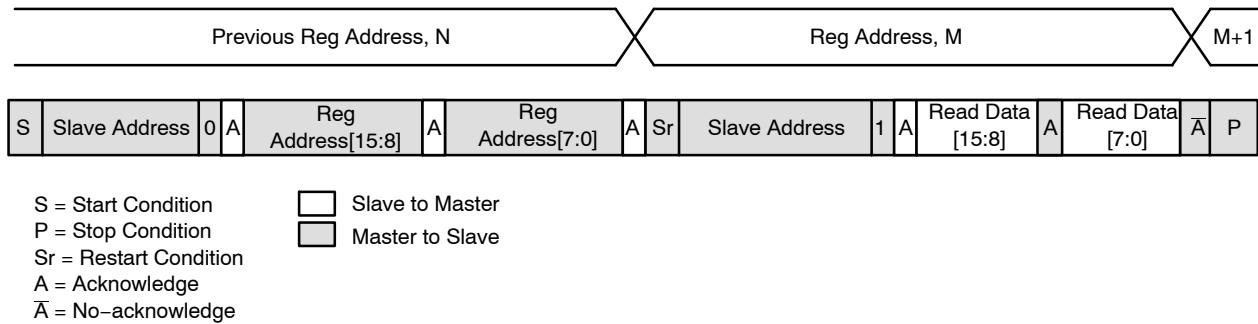 Previous Reg Address, N Reg Address, M M+1
S Slave Address 0 A Reg Address[15:8] A Reg Address[7:0] A Sr Slave Address 1 A Read Data [15:8] A Read Data [7:0] A̅ P
S = Start Condition
P = Stop Condition
Sr = Restart Condition
A = Acknowledge
A̅ = No−acknowledge
Slave to Master
Master to Slave